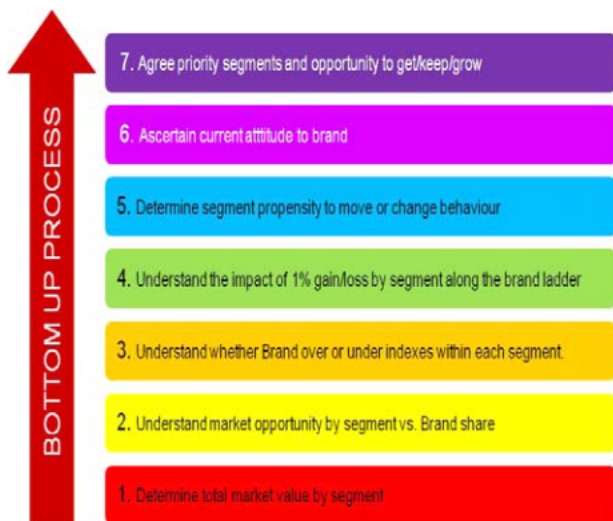 BOTTOM UP PROCESS
7. Agree priority segments and opportunity to get/keep/grow
6. Ascertain current atttitude to brand
5. Determine segment propensity to move or change behaviour
4. Understand the impact of 1% gain/loss by segment along the brand ladder
3. Understand whether Brand over or under indexes within each segment.
2. Understand market opportunity by segment vs. Brand share
1. Determine total market value by segment